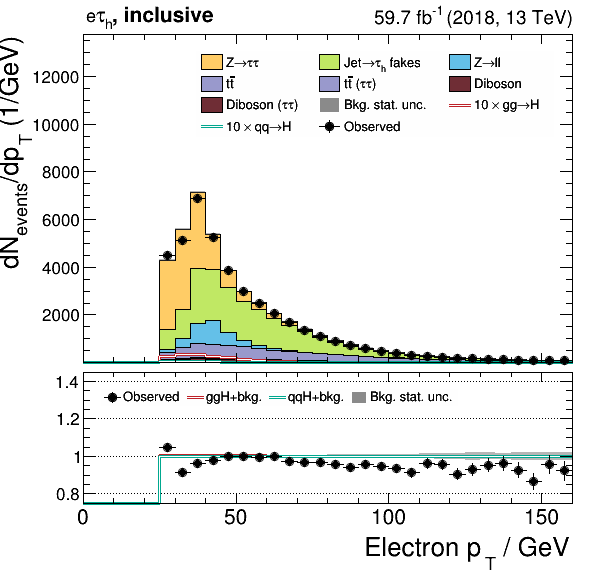 eτh, inclusive 59.7 fb⁻¹ (2018, 13 TeV)
dNevents/dpT (1/GeV)
Z→ττ Jet→τh fakes Z→ll
tt̄ tt̄ (ττ) Diboson
Diboson (ττ) Bkg. stat. unc. 10 × gg→H
10 × qq→H Observed
12000
10000
8000
6000
4000
2000
1.4
Observed ggH+bkg. qqH+bkg. Bkg. stat. unc.
1.2
1
0.8
0 50 100 150
Electron pT / GeV